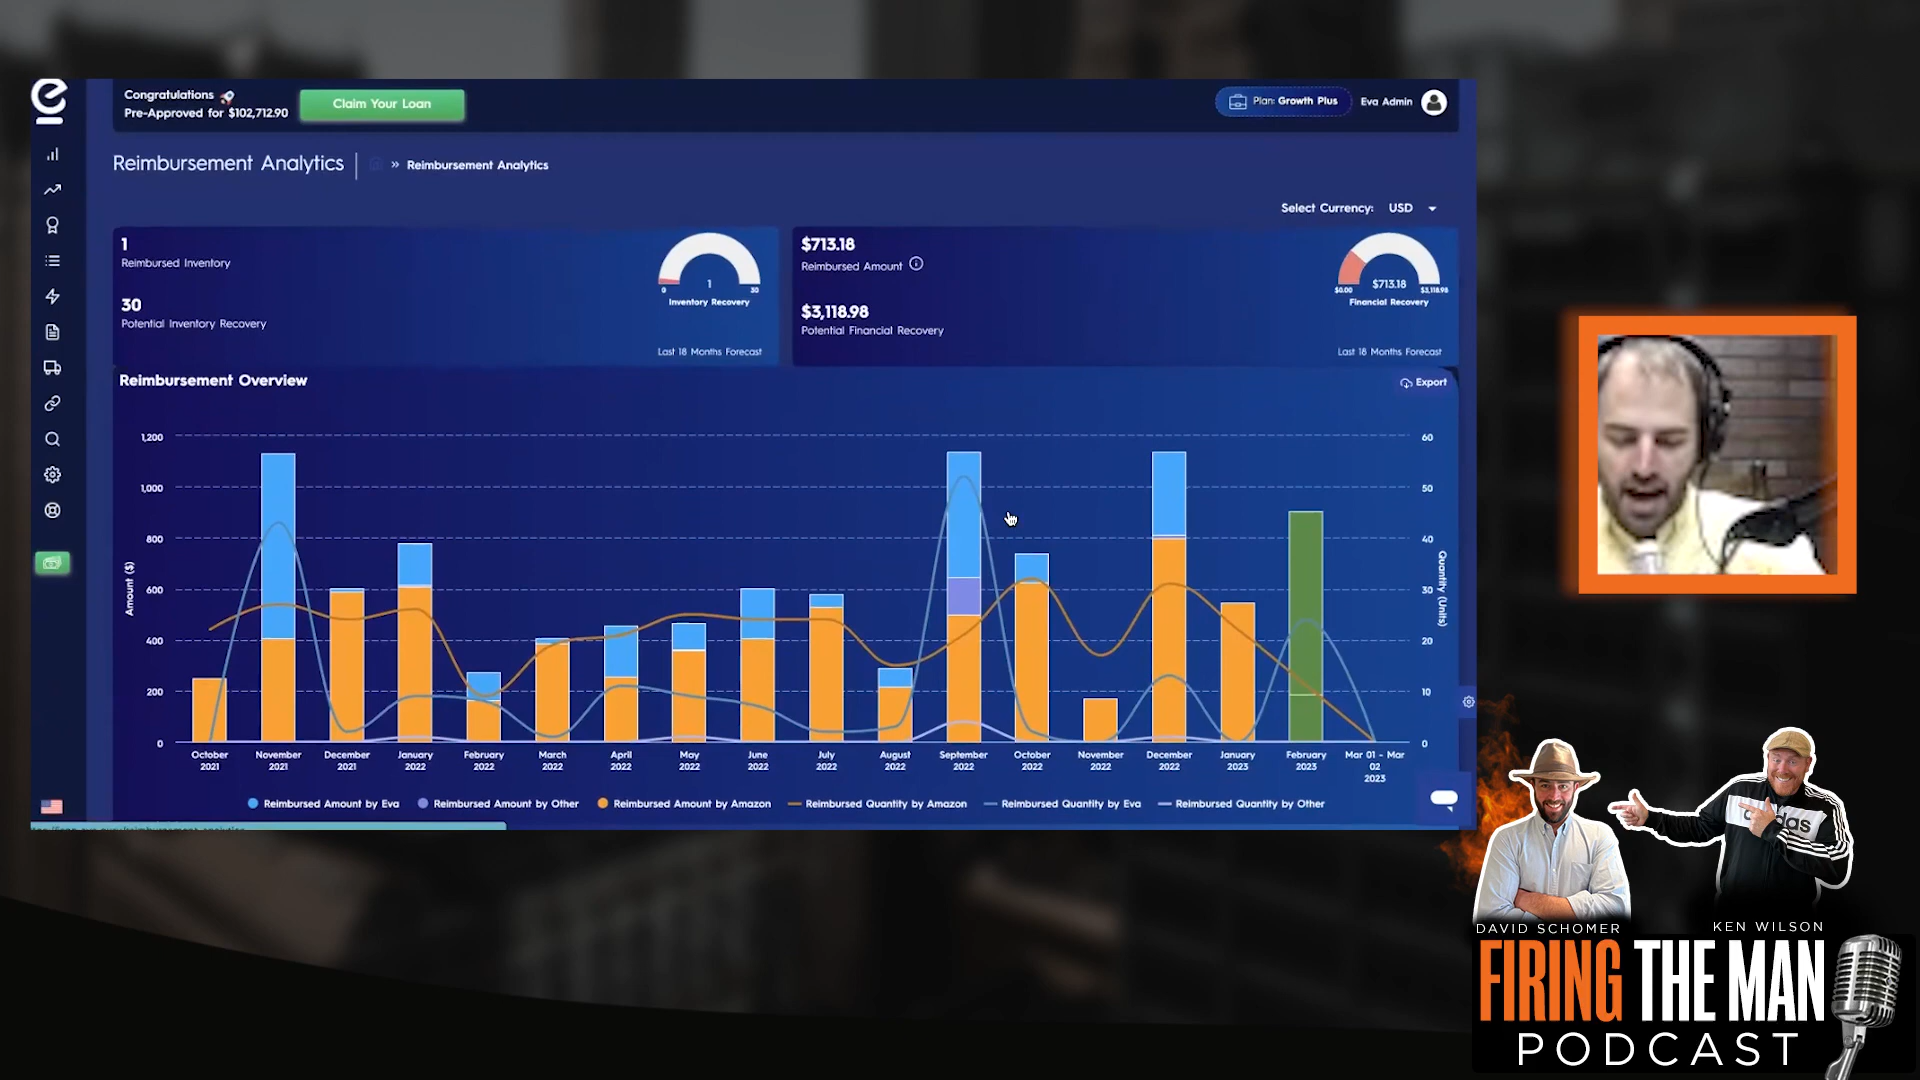 Congratulations
Pre-Approved for $102,712.90
Claim Your Loan
Plan: Growth Plus
Eva Admin
Reimbursement Analytics
» Reimbursement Analytics
Select Currency: USD
1
Reimbursed Inventory
30
Potential Inventory Recovery
1
0 30
Inventory Recovery
Last 18 Months Forecast
$713.18
Reimbursed Amount
$3,118.98
Potential Financial Recovery
$713.18
$0.00 $3,118.98
Financial Recovery
Last 18 Months Forecast
Reimbursement Overview
Export
1,200
1,000
800
600
400
200
0
Amount ($)
60
50
40
30
20
10
0
Quantity (Units)
October 2021
November 2021
December 2021
January 2022
February 2022
March 2022
April 2022
May 2022
June 2022
July 2022
August 2022
September 2022
October 2022
November 2022
December 2022
January 2023
February 2023
Mar 01 - Mar 02 2023
Reimbursed Amount by Eva
Reimbursed Amount by Other
Reimbursed Amount by Amazon
Reimbursed Quantity by Amazon
Reimbursed Quantity by Eva
Reimbursed Quantity by Other
DAVID SCHOMER
KEN WILSON
FIRING THE MAN
PODCAST